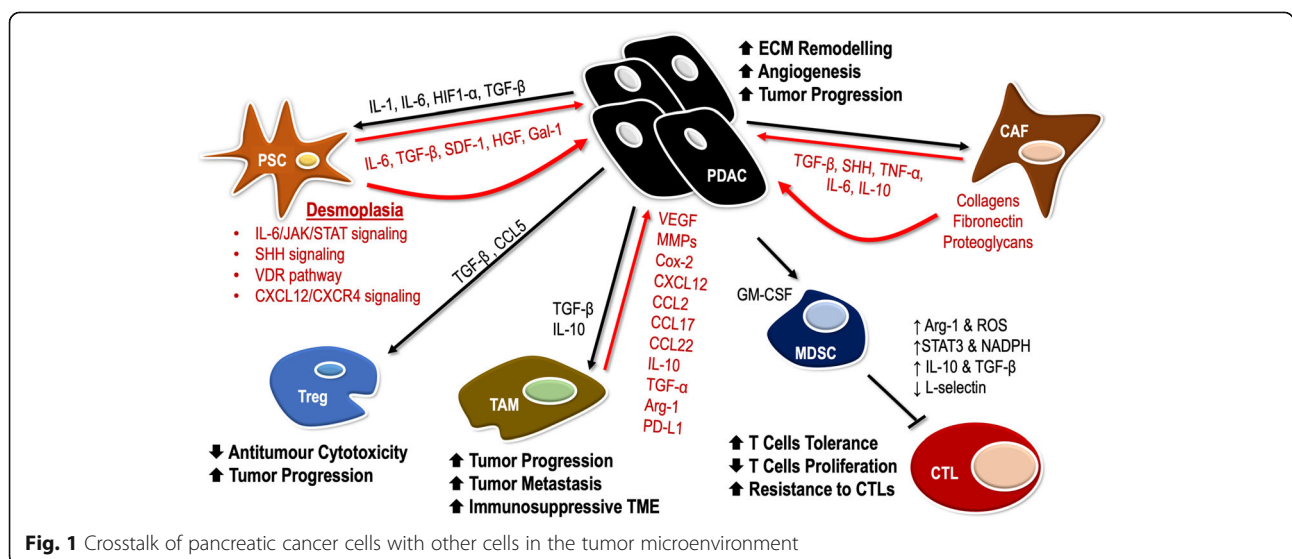 ⬆ ECM Remodelling
⬆ Angiogenesis
⬆ Tumor Progression
IL-1, IL-6, HIF1-α, TGF-β
IL-6, TGF-β, SDF-1, HGF, Gal-1
PSC
PDAC
CAF
TGF-β, SHH, TNF-α,
IL-6, IL-10
Collagens
Fibronectin
Proteoglycans
Desmoplasia
• IL-6/JAK/STAT signaling
• SHH signaling
• VDR pathway
• CXCL12/CXCR4 signaling
TGF-β , CCL5
TGF-β
IL-10
VEGF
MMPs
Cox-2
CXCL12
CCL2
CCL17
CCL22
IL-10
TGF-α
Arg-1
PD-L1
GM-CSF
MDSC
↑ Arg-1 & ROS
↑STAT3 & NADPH
↑ IL-10 & TGF-β
↓ L-selectin
Treg
⬇ Antitumour Cytotoxicity
⬆ Tumor Progression
TAM
⬆ Tumor Progression
⬆ Tumor Metastasis
⬆ Immunosuppressive TME
⬆ T Cells Tolerance
⬇ T Cells Proliferation
⬆ Resistance to CTLs
CTL
Fig. 1 Crosstalk of pancreatic cancer cells with other cells in the tumor microenvironment